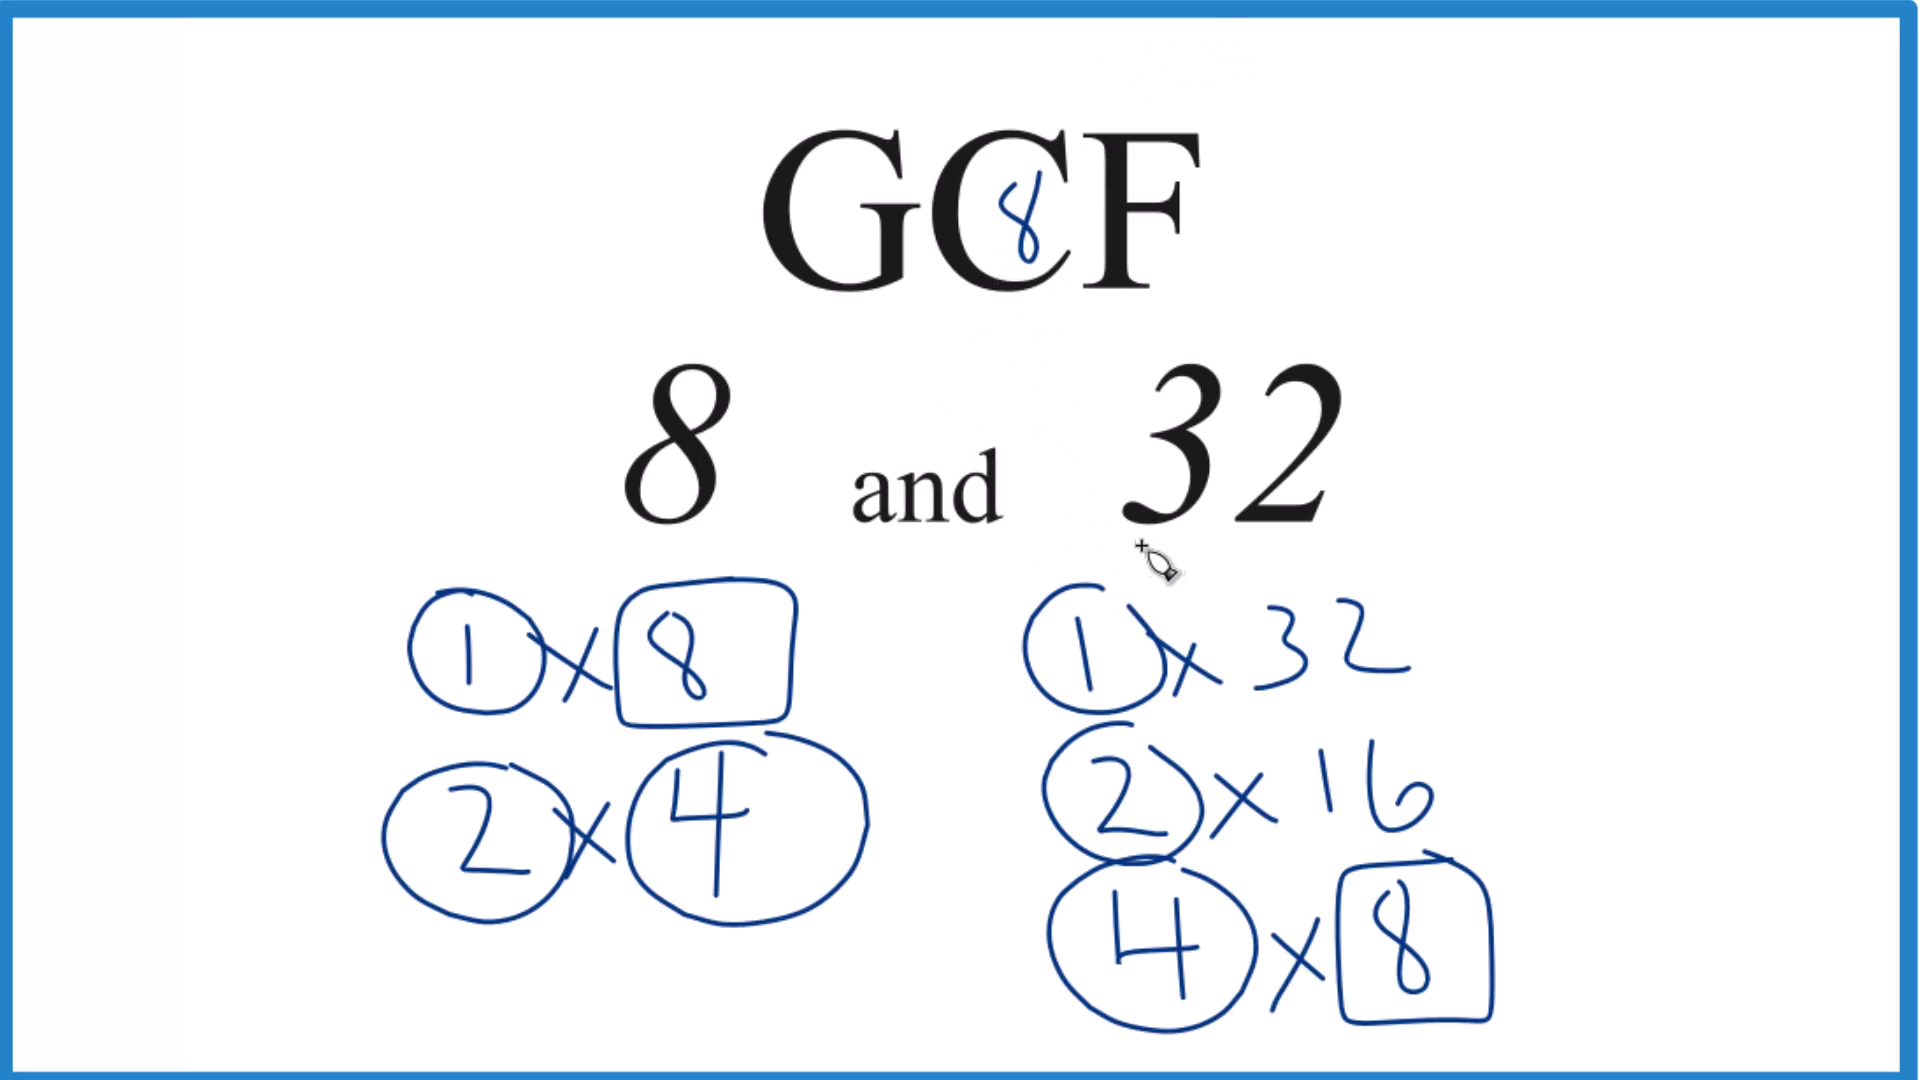 GCF
8
8 and 32
1 x 8 1 x 32
2 x 4 2 x 16
4 x 8